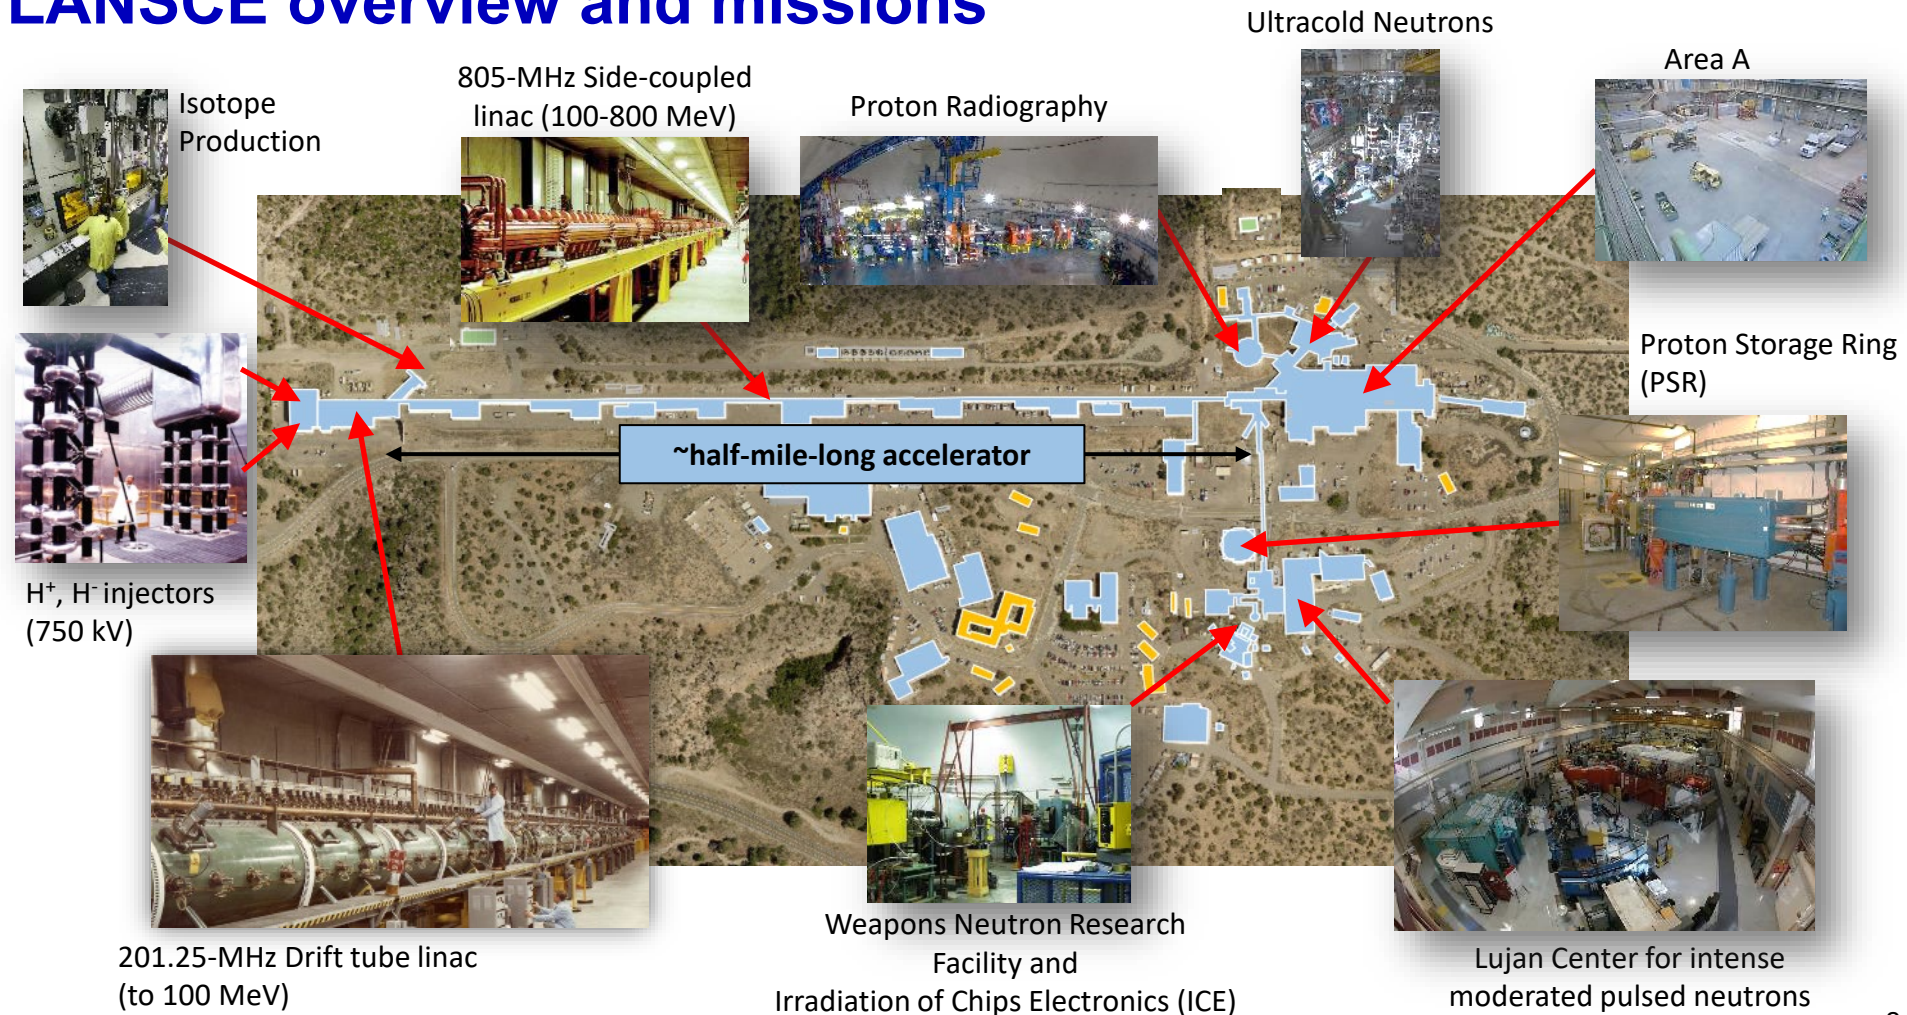 LANSCE overview and missions
Ultracold Neutrons
Area A
805-MHz Side-coupled
linac (100-800 MeV)
Proton Radiography
Isotope
Production
Proton Storage Ring
(PSR)
~half-mile-long accelerator
H⁺, H⁻ injectors
(750 kV)
201.25-MHz Drift tube linac
(to 100 MeV)
Weapons Neutron Research
Facility and
Irradiation of Chips Electronics (ICE)
Lujan Center for intense
moderated pulsed neutrons